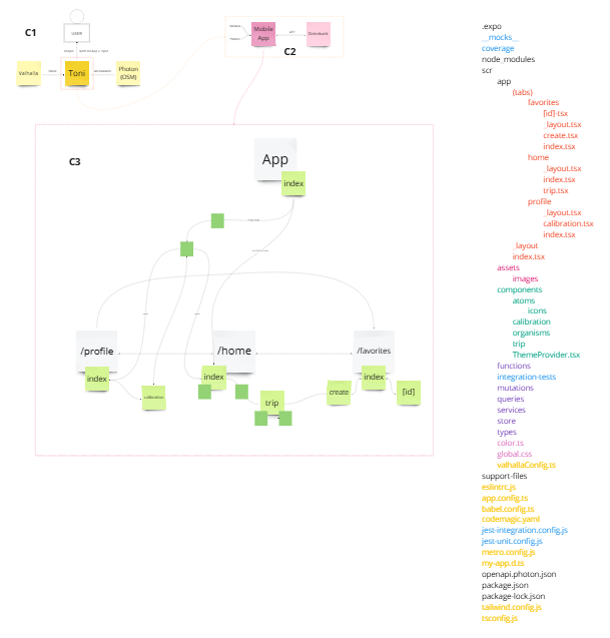 C1
USER
Valhalla
Toni
Photon
(OSM)
Mobile
App
Database
C2
C3
App
index
/profile
index
calibration
/home
index
trip
/favorites
index
create
[id]
.expo
__mocks__
coverage
node_modules
scr
app
(tabs)
favorites
[id]-tsx
_layout.tsx
create.tsx
index.tsx
home
_layout.tsx
index.tsx
trip.tsx
profile
_layout.tsx
calibration.tsx
index.tsx
_layout
index.tsx
assets
images
components
atoms
icons
calibration
organisms
trip
ThemeProvider.tsx
functions
integration-tests
mutations
queries
services
store
types
color.ts
global.css
valhallaConfig.ts
support-files
eslintrc.js
app.config.ts
babel.config.ts
codemagic.yaml
jest-integration.config.js
jest-unit.config.js
metro.config.js
my-app.d.ts
openapi.photon.json
package.json
package-lock.json
tailwind.config.js
tsconfig.js